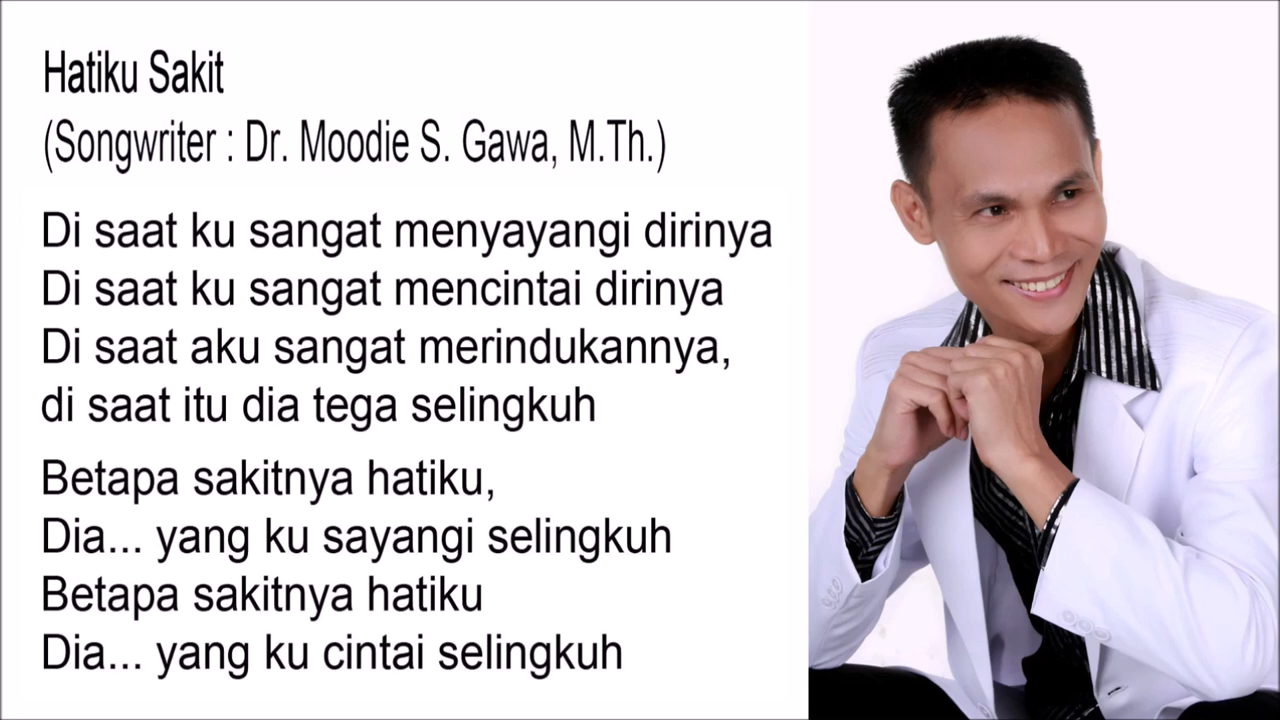 Hatiku Sakit
(Songwriter : Dr. Moodie S. Gawa, M.Th.)
Di saat ku sangat menyayangi dirinya
Di saat ku sangat mencintai dirinya
Di saat aku sangat merindukannya,
di saat itu dia tega selingkuh
Betapa sakitnya hatiku,
Dia... yang ku sayangi selingkuh
Betapa sakitnya hatiku
Dia... yang ku cintai selingkuh